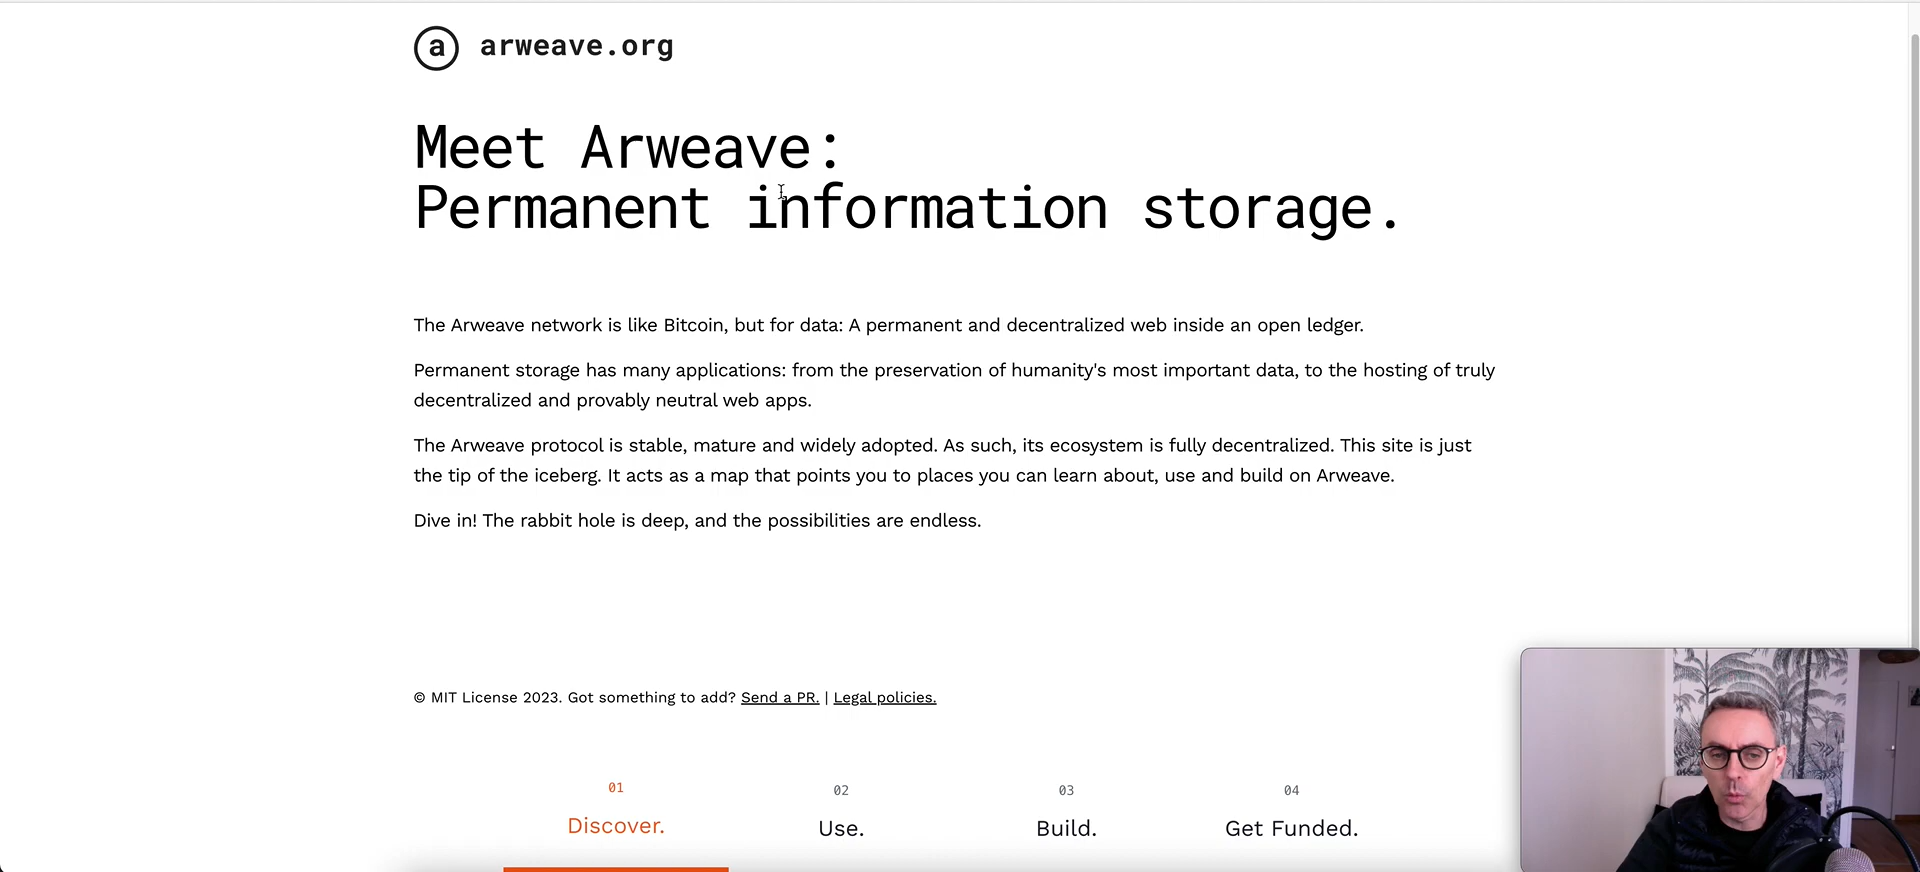 a arweave.org
Meet Arweave:
Permanent information storage.
The Arweave network is like Bitcoin, but for data: A permanent and decentralized web inside an open ledger.
Permanent storage has many applications: from the preservation of humanity's most important data, to the hosting of truly
decentralized and provably neutral web apps.
The Arweave protocol is stable, mature and widely adopted. As such, its ecosystem is fully decentralized. This site is just
the tip of the iceberg. It acts as a map that points you to places you can learn about, use and build on Arweave.
Dive in! The rabbit hole is deep, and the possibilities are endless.
© MIT License 2023. Got something to add? Send a PR. | Legal policies.
01 02 03 04
Discover. Use. Build. Get Funded.